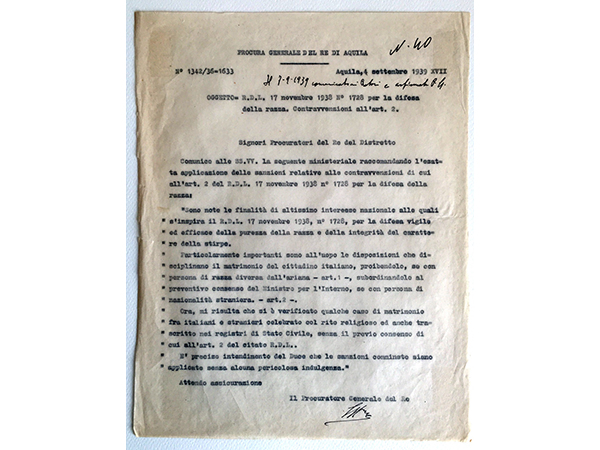 N. 40
PROCURA GENERALE DEL RE DI AQUILA
N° 1342/38-1633 Aquila, 4 settembre 1939 XVII
Il 7-9-1939
OGGETTO= R.D.L. 17 novembre 1938 N° 1728 per la difesa
della razza. Contravvenzioni all'art. 2.
Signori Procuratori del Re del Distretto
Comunico alle SS.VV. la seguente ministeriale raccomandando l'esat-
ta applicazione delle sanzioni relative alle contravvenzioni di cui
all'art. 2 del R.D.L. 17 novembre 1938 n° 1728 per la difesa della
razza:
"Sono note le finalità di altissimo interesse nazionale alle quali
" s'inspira il R.D.L. 17 novembre 1938 n° 1728, per la difesa vigile
" ed efficace della purezza della razza e della integrità del caratte-
" re della stirpe.
" Particolarmente importanti sono all'uopo le disposizioni che di-
" sciplinano il matrimonio del cittadino italiano, proibendolo, se con
" persona di razza diversa dall'ariana - art.1 -, subordinandolo al
" preventivo consenso del Ministro per l'Interno, se con persona di
" nazionalità straniera. - art.2 -.
" Ora, mi risulta che si è verificato qualche caso di matrimonio
" fra italiani e stranieri celebrato col rito religioso ed anche tra-
" scritto nei registri di Stato Civile, senza il previo consenso di
" cui all'art. 2 del citato R.D.L..
" E' preciso intendimento del Duce che le sanzioni comminate siano
" applicate senza alcuna pericolosa indulgenza."
Attendo assicurazione
Il Procuratore Generale del Re